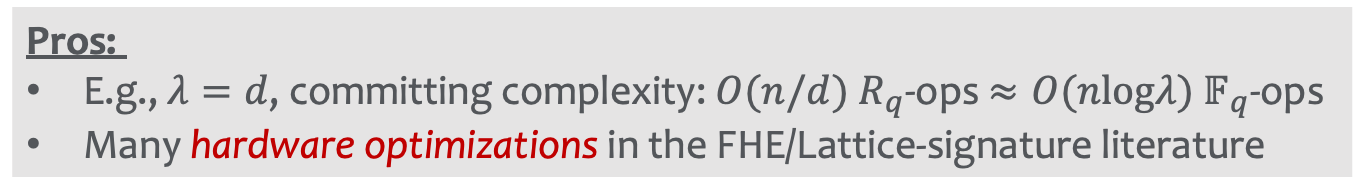 Pros:
• E.g., λ = d, committing complexity: O(n/d) R_q-ops ≈ O(nlogλ) 𝔽_q-ops
• Many hardware optimizations in the FHE/Lattice-signature literature